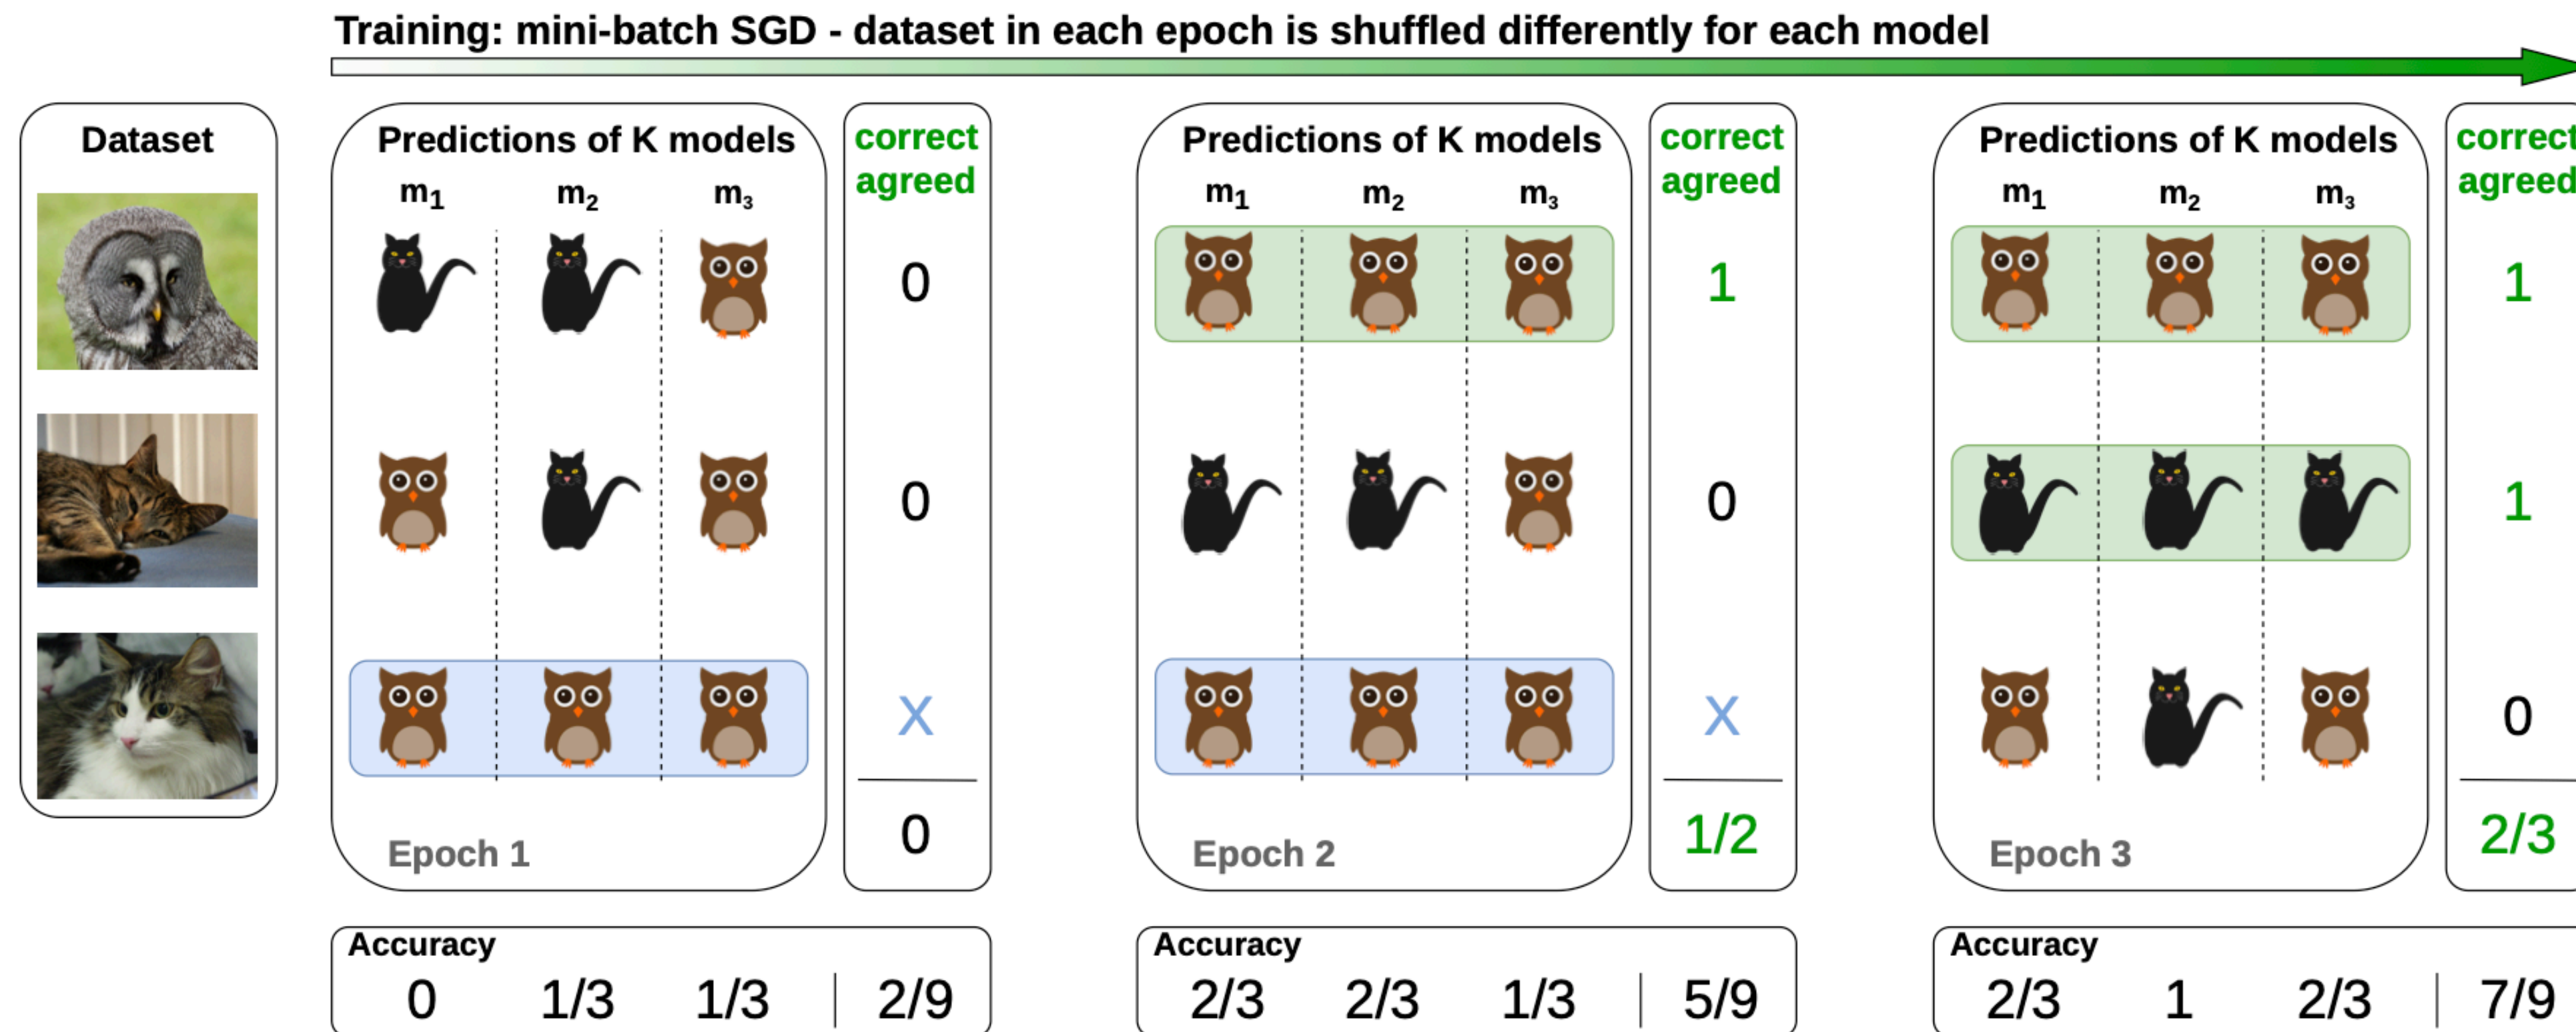 Training: mini-batch SGD - dataset in each epoch is shuffled differently for each model
Dataset
Predictions of K models
m1 m2 m3
correct
agreed
0
0
X
0
Epoch 1
Accuracy
0 1/3 1/3 | 2/9
Predictions of K models
m1 m2 m3
correct
agreed
1
0
X
1/2
Epoch 2
Accuracy
2/3 2/3 1/3 | 5/9
Predictions of K models
m1 m2 m3
correct
agreed
1
1
0
2/3
Epoch 3
Accuracy
2/3 1 2/3 | 7/9